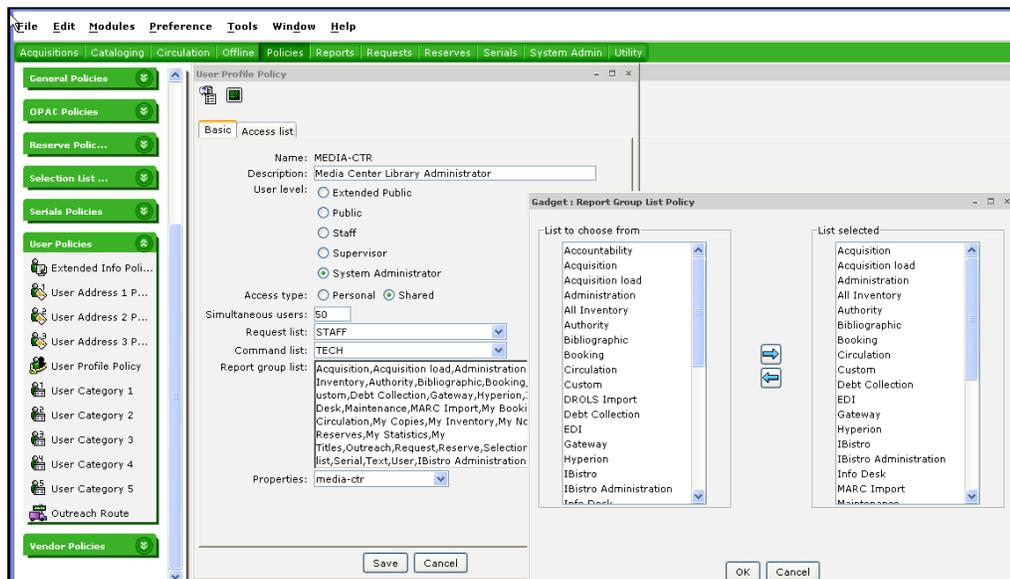 File Edit Modules Preference Tools Window Help
Acquisitions Cataloging Circulation Offline Policies Reports Requests Reserves Serials System Admin Utility
General Policies
OPAC Policies
Reserve Polic...
Selection List ...
Serials Policies
User Policies
Extended Info Poli...
User Address 1 P...
User Address 2 P...
User Address 3 P...
User Profile Policy
User Category 1
User Category 2
User Category 3
User Category 4
User Category 5
Outreach Route
Vendor Policies
User Profile Policy
Basic Access list
Name: MEDIA-CTR
Description: Media Center Library Administrator
User level: Extended Public
Public
Staff
Supervisor
System Administrator
Access type: Personal Shared
Simultaneous users: 50
Request list: STAFF
Command list: TECH
Report group list: Acquisition,Acquisition load,Administration
Inventory,Authority,Bibliographic,Booking,
ustom,Debt Collection,Gateway,Hyperion,
Desk,Maintenance,MARC Import,My Booki
Circulation,My Copies,My Inventory,My No
Reserves,My Statistics,My
Titles,Outreach,Request,Reserve,Selection
list,Serial,Text,User,IBistro Administration
Properties: media-ctr
Save Cancel
Gadget : Report Group List Policy
List to choose from
Accountability
Acquisition
Acquisition load
Administration
All Inventory
Authority
Bibliographic
Booking
Circulation
Custom
DROLS Import
Debt Collection
EDI
Gateway
Hyperion
IBistro
IBistro Administration
Info Desk
List selected
Acquisition
Acquisition load
Administration
All Inventory
Authority
Bibliographic
Booking
Circulation
Custom
Debt Collection
EDI
Gateway
Hyperion
IBistro
IBistro Administration
Info Desk
MARC Import
Maintenance
OK Cancel